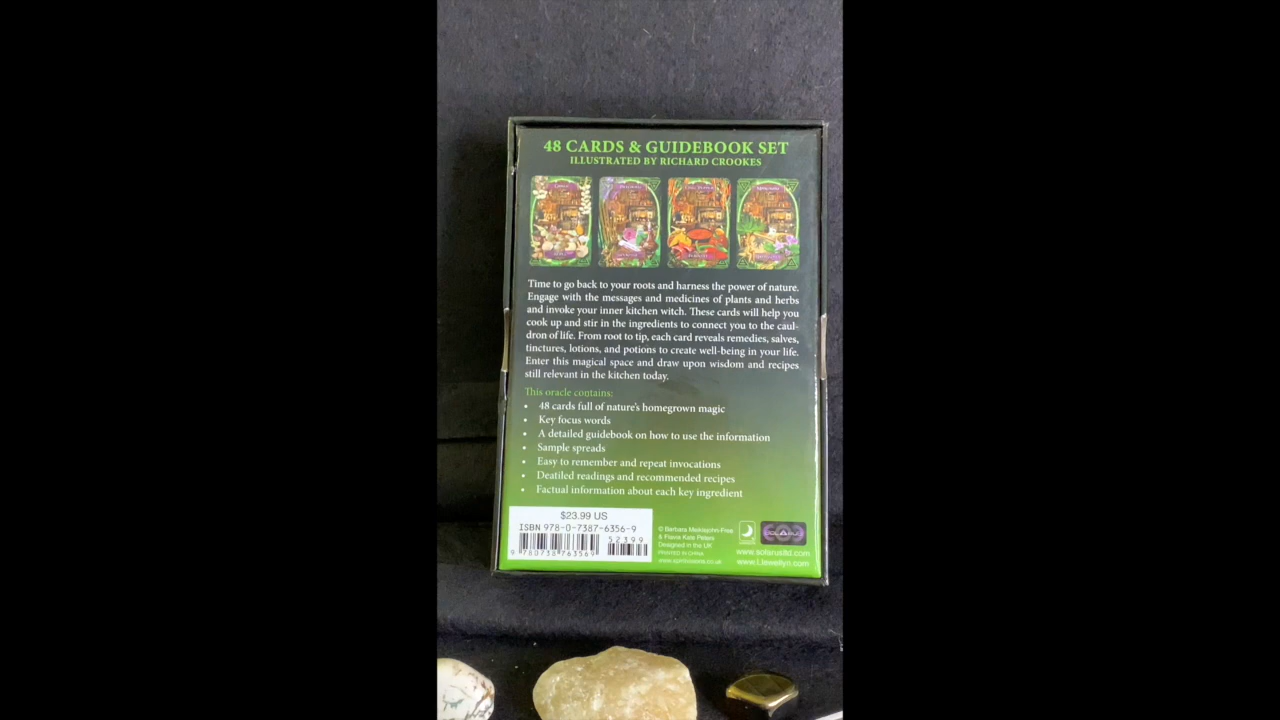 48 CARDS & GUIDEBOOK SET
ILLUSTRATED BY RICHARD CROOKES
Time to go back to your roots and harness the power of nature.
Engage with the messages and medicines of plants and herbs
and invoke your inner kitchen witch. These cards will help you
cook up and stir in the ingredients to connect you to the caul-
dron of life. From root to tip, each card reveals remedies, salves,
tinctures, lotions, and potions to create well-being in your life.
Enter this magical space and draw upon wisdom and recipes
still relevant in the kitchen today.
This oracle contains:
• 48 cards full of nature's homegrown magic
• Key focus words
• A detailed guidebook on how to use the information
• Sample spreads
• Easy to remember and repeat invocations
• Deatiled readings and recommended recipes
• Factual information about each key ingredient
$23.99 US
ISBN 978-0-7387-6356-9
52399
9 780738 763569
© Barbara Meiklejohn-Free
& Flavia Kate Peters
Designed in the UK
PRINTED IN CHINA
SOLARUS
www.solarusltd.com
www.Llewellyn.com